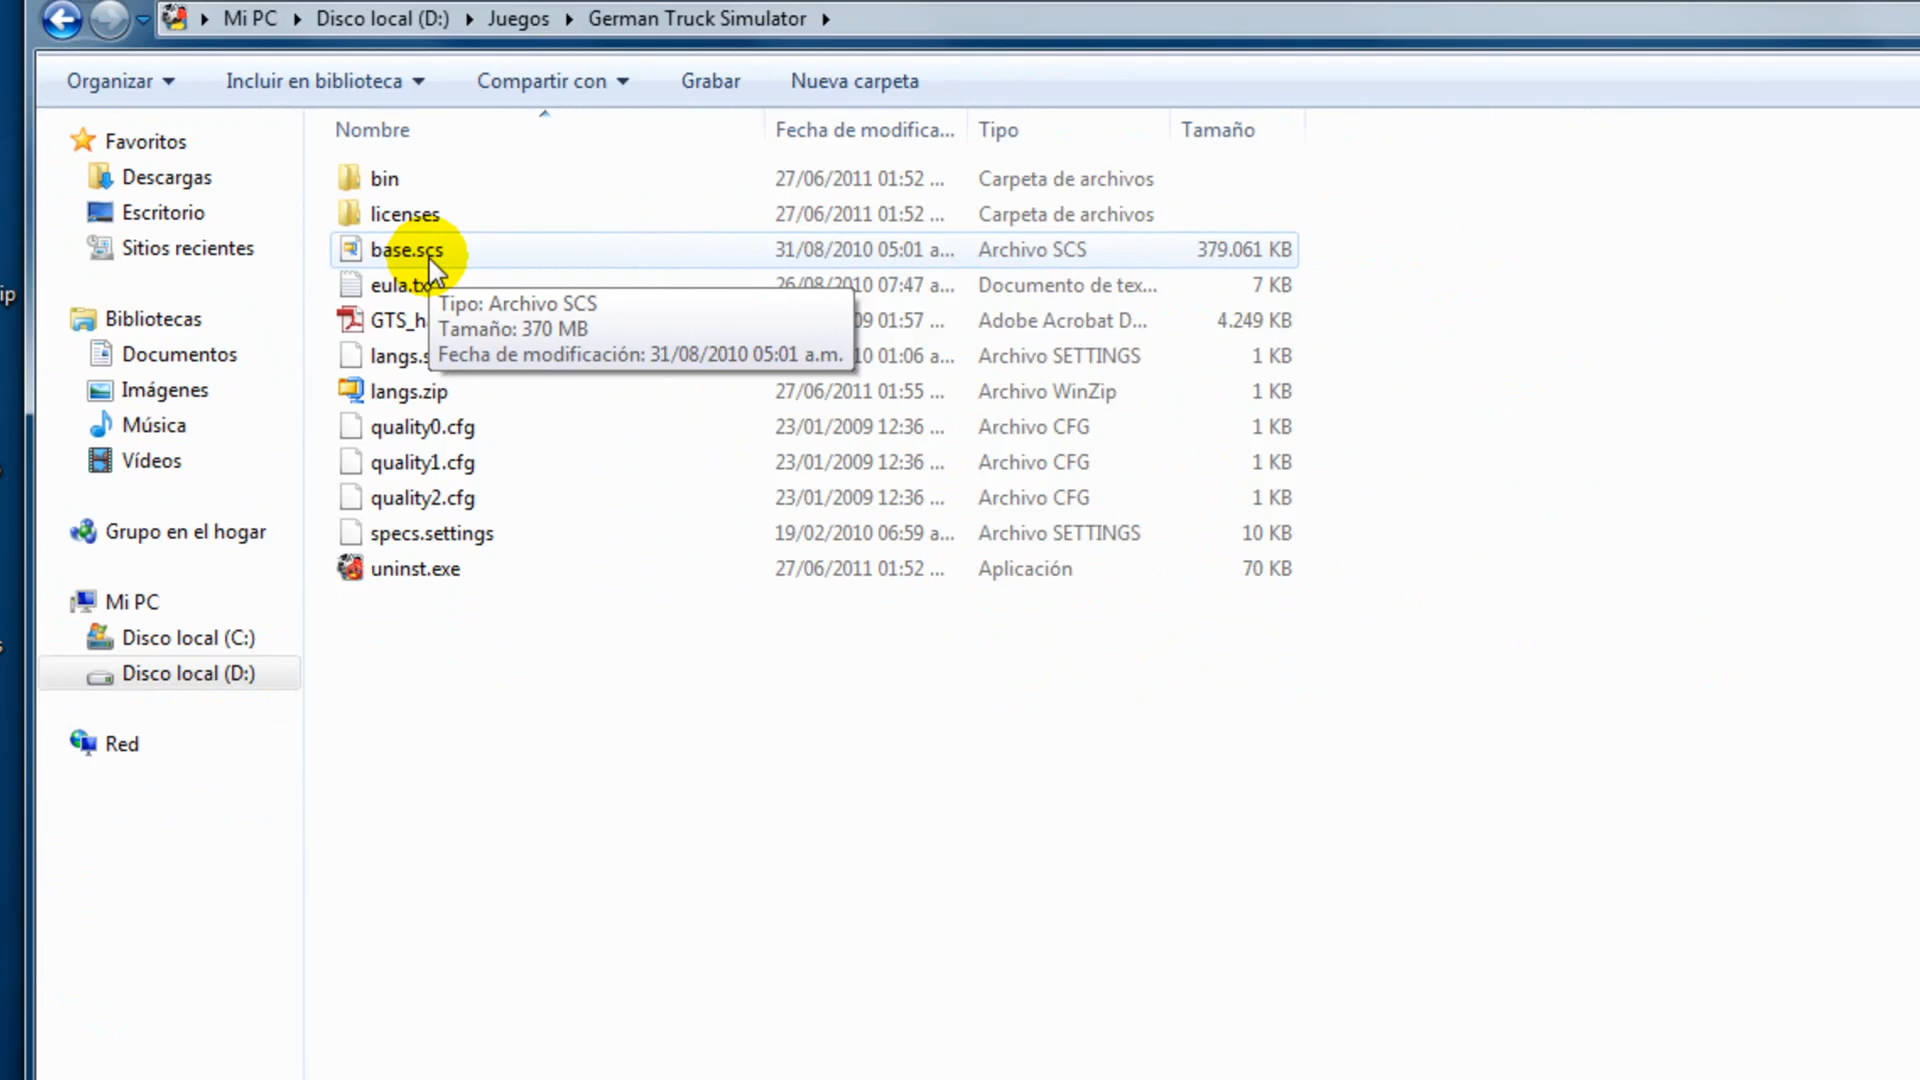 Mi PC Disco local (D:) Juegos German Truck Simulator
Organizar Incluir en biblioteca Compartir con Grabar Nueva carpeta
Nombre Fecha de modifica... Tipo Tamaño
Favoritos
Descargas
Escritorio
Sitios recientes
Bibliotecas
Documentos
Imágenes
Música
Vídeos
Grupo en el hogar
Mi PC
Disco local (C:)
Disco local (D:)
Red
bin 27/06/2011 01:52 ... Carpeta de archivos
licenses 27/06/2011 01:52 ... Carpeta de archivos
base.scs 31/08/2010 05:01 a... Archivo SCS 379.061 KB
eula.tx 26/08/2010 07:47 a... Documento de tex... 7 KB
GTS_h 09 01:57 ... Adobe Acrobat D... 4.249 KB
langs.s 10 01:06 a... Archivo SETTINGS 1 KB
langs.zip 27/06/2011 01:55 ... Archivo WinZip 1 KB
quality0.cfg 23/01/2009 12:36 ... Archivo CFG 1 KB
quality1.cfg 23/01/2009 12:36 ... Archivo CFG 1 KB
quality2.cfg 23/01/2009 12:36 ... Archivo CFG 1 KB
specs.settings 19/02/2010 06:59 a... Archivo SETTINGS 10 KB
uninst.exe 27/06/2011 01:52 ... Aplicación 70 KB
Tipo: Archivo SCS
Tamaño: 370 MB
Fecha de modificación: 31/08/2010 05:01 a.m.
ip